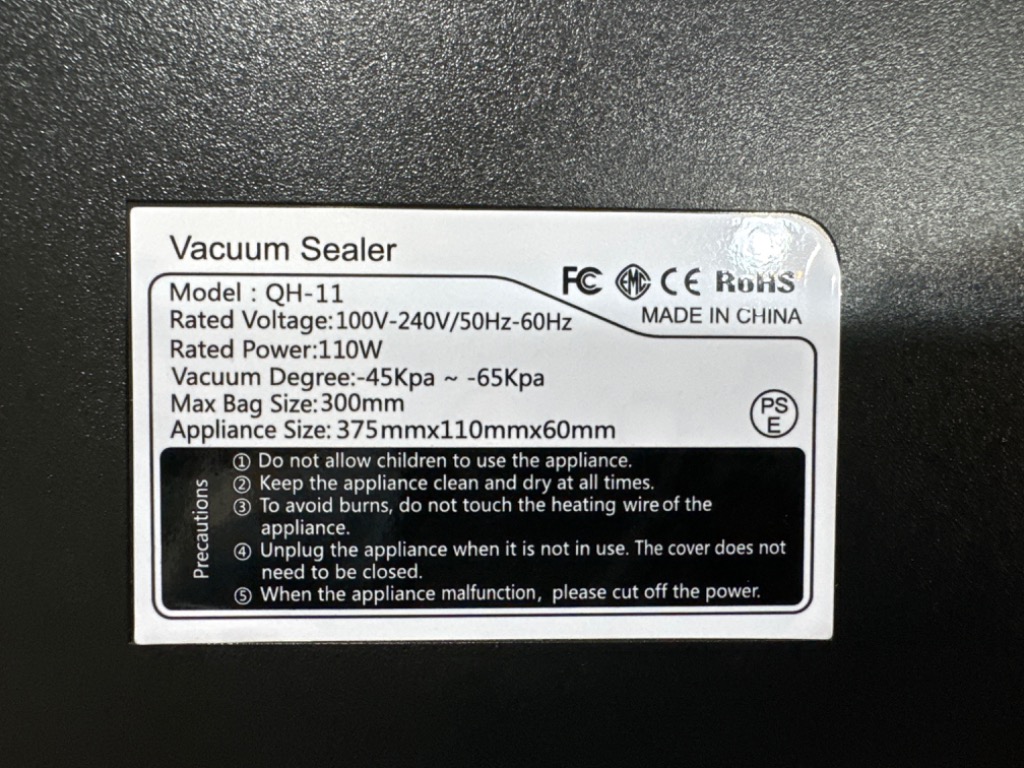 Vacuum Sealer
FC EMC CE RoHS
MADE IN CHINA
Model : QH-11
Rated Voltage:100V-240V/50Hz-60Hz
Rated Power:110W
Vacuum Degree:-45Kpa ~ -65Kpa
Max Bag Size:300mm
Appliance Size: 375mmx110mmx60mm
PS
E
Precautions
① Do not allow children to use the appliance.
② Keep the appliance clean and dry at all times.
③ To avoid burns, do not touch the heating wire of the
appliance.
④ Unplug the appliance when it is not in use. The cover does not
need to be closed.
⑤ When the appliance malfunction, please cut off the power.